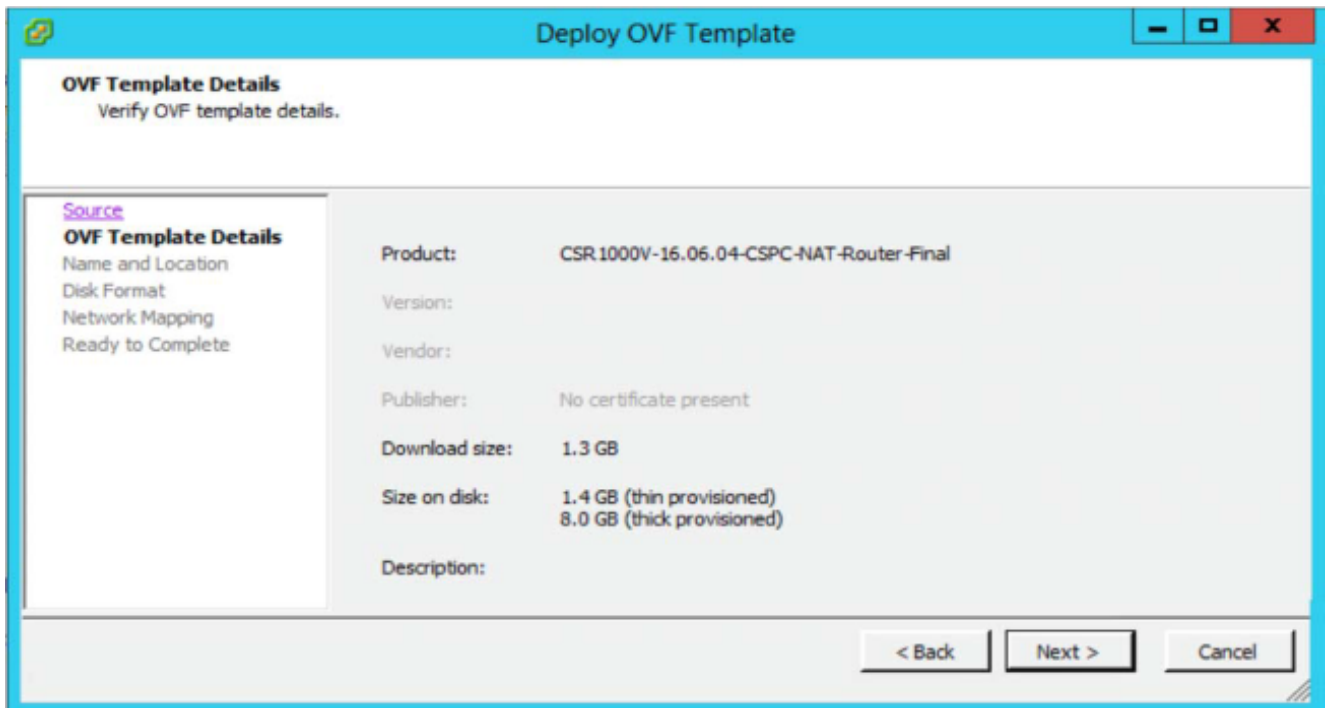 Deploy OVF Template
OVF Template Details
Verify OVF template details.
Source
OVF Template Details
Name and Location
Disk Format
Network Mapping
Ready to Complete
Product: CSR1000V-16.06.04-CSPC-NAT-Router-Final
Version:
Vendor:
Publisher: No certificate present
Download size: 1.3 GB
Size on disk: 1.4 GB (thin provisioned)
8.0 GB (thick provisioned)
Description:
< Back Next > Cancel